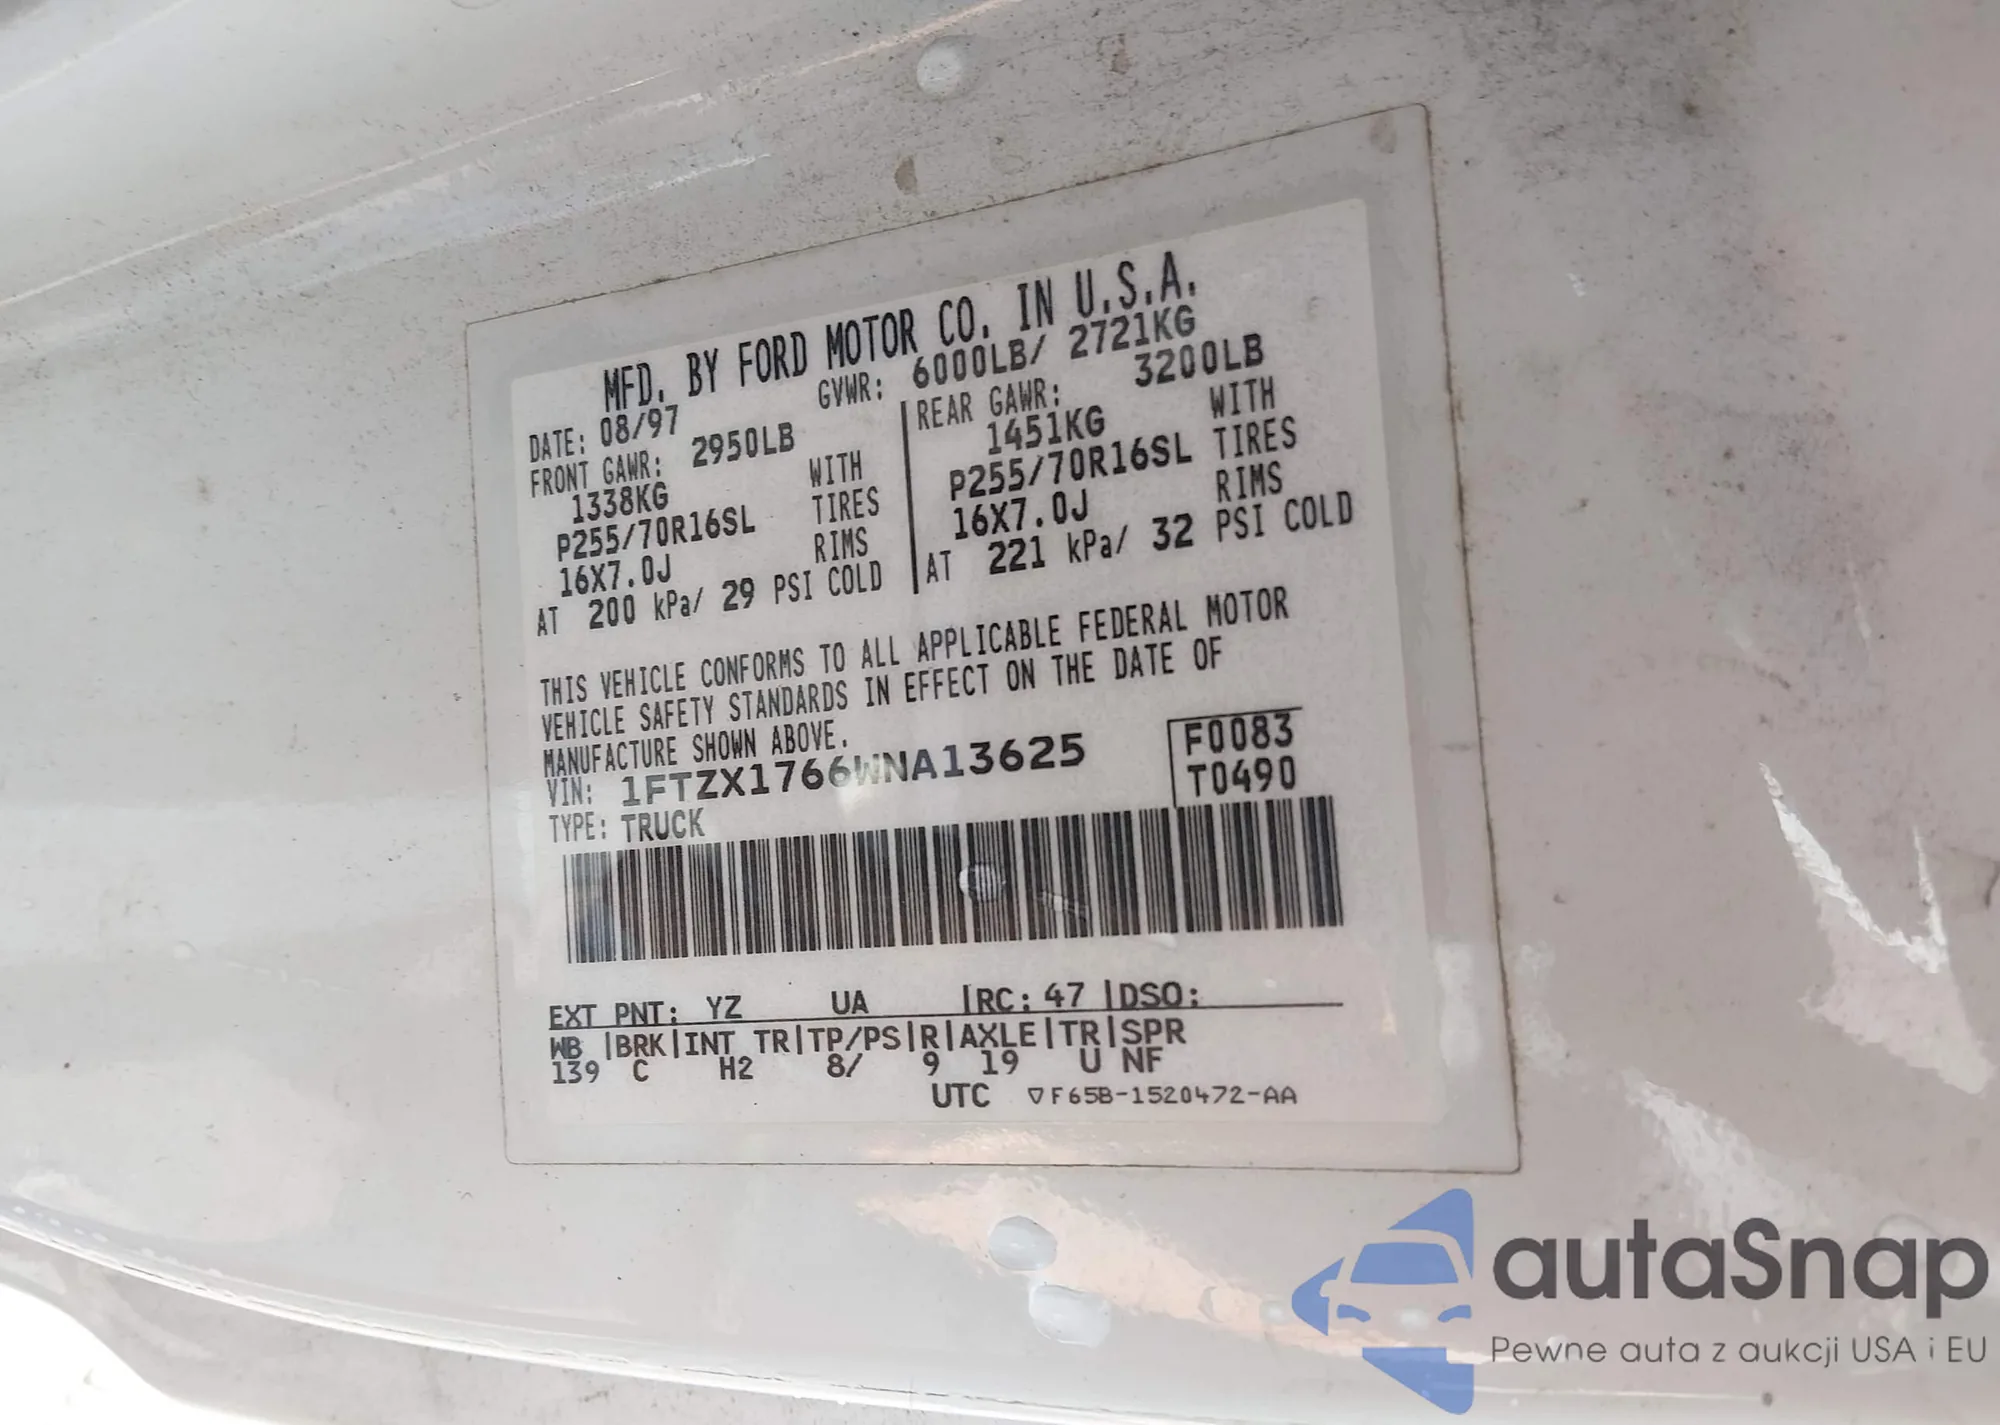 MFD. BY FORD MOTOR CO. IN U.S.A.
DATE: 08/97 GVWR: 6000LB/ 2721KG
FRONT GAWR: 2950LB REAR GAWR: 3200LB
1338KG WITH 1451KG WITH
P255/70R16SL TIRES P255/70R16SL TIRES
16X7.0J RIMS 16X7.0J RIMS
AT 200 kPa/ 29 PSI COLD AT 221 kPa/ 32 PSI COLD
THIS VEHICLE CONFORMS TO ALL APPLICABLE FEDERAL MOTOR
VEHICLE SAFETY STANDARDS IN EFFECT ON THE DATE OF
MANUFACTURE SHOWN ABOVE.
VIN: 1FTZX1766WNA13625 F0083
TYPE: TRUCK T0490
EXT PNT: YZ UA |RC: 47 |DSO:
WB |BRK|INT TR|TP/PS|R|AXLE|TR|SPR
139 C H2 8/ 9 19 U NF
UTC ▽F65B-1520472-AA
autaSnap
Pewne auta z aukcji USA i EU